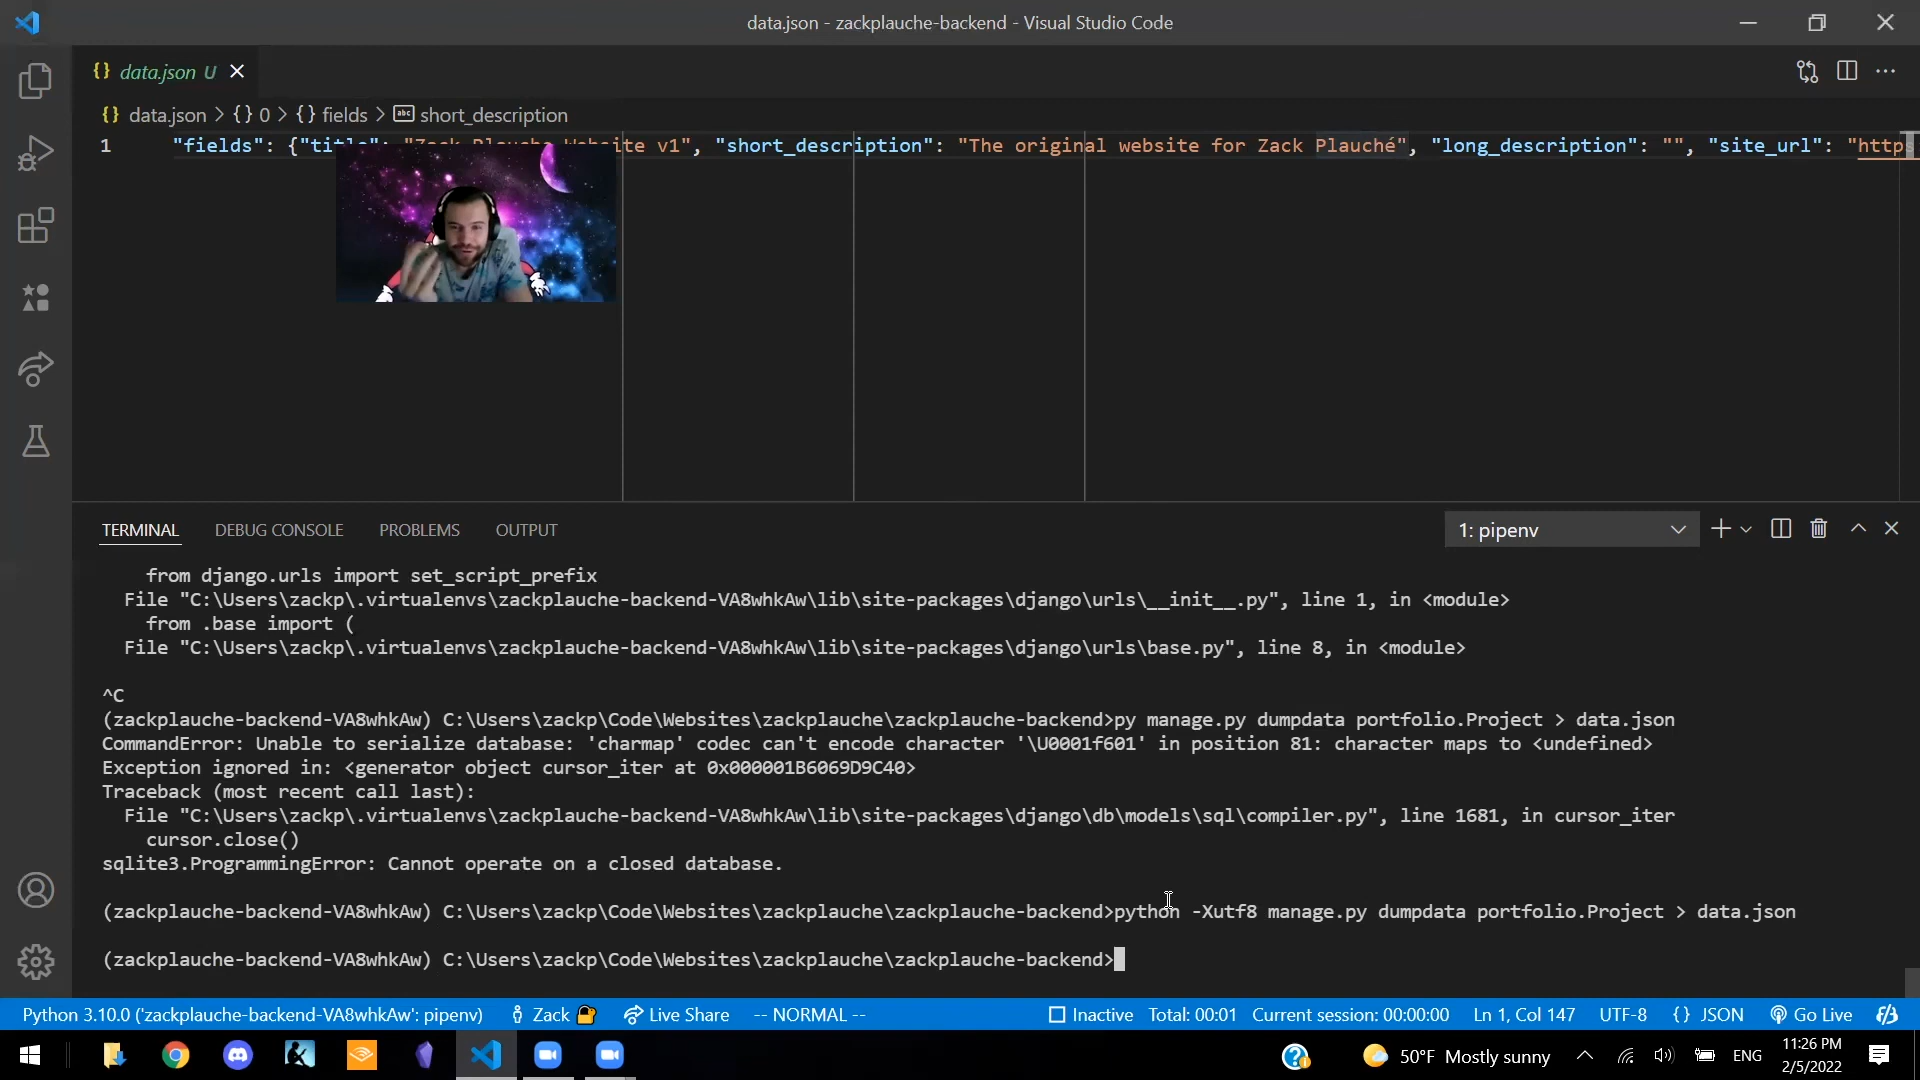 data.json - zackplauche-backend - Visual Studio Code
{} data.json U
{} data.json > {} 0 > {} fields > abc short_description
1 "fields": {"title": "Zack Plauche Website v1", "short_description": "The original website for Zack Plauché", "long_description": "", "site_url": "https
TERMINAL DEBUG CONSOLE PROBLEMS OUTPUT 1: pipenv
from django.urls import set_script_prefix
File "C:\Users\zackp\.virtualenvs\zackplauche-backend-VA8whkAw\lib\site-packages\django\urls\__init__.py", line 1, in <module>
from .base import (
File "C:\Users\zackp\.virtualenvs\zackplauche-backend-VA8whkAw\lib\site-packages\django\urls\base.py", line 8, in <module>
^C
(zackplauche-backend-VA8whkAw) C:\Users\zackp\Code\Websites\zackplauche\zackplauche-backend>py manage.py dumpdata portfolio.Project > data.json
CommandError: Unable to serialize database: 'charmap' codec can't encode character '\U0001f601' in position 81: character maps to <undefined>
Exception ignored in: <generator object cursor_iter at 0x000001B6069D9C40>
Traceback (most recent call last):
File "C:\Users\zackp\.virtualenvs\zackplauche-backend-VA8whkAw\lib\site-packages\django\db\models\sql\compiler.py", line 1681, in cursor_iter
cursor.close()
sqlite3.ProgrammingError: Cannot operate on a closed database.
(zackplauche-backend-VA8whkAw) C:\Users\zackp\Code\Websites\zackplauche\zackplauche-backend>python -Xutf8 manage.py dumpdata portfolio.Project > data.json
(zackplauche-backend-VA8whkAw) C:\Users\zackp\Code\Websites\zackplauche\zackplauche-backend>
Python 3.10.0 ('zackplauche-backend-VA8whkAw': pipenv) Zack Live Share -- NORMAL -- Inactive Total: 00:01 Current session: 00:00:00 Ln 1, Col 147 UTF-8 {} JSON Go Live
50°F Mostly sunny ENG 11:26 PM
2/5/2022